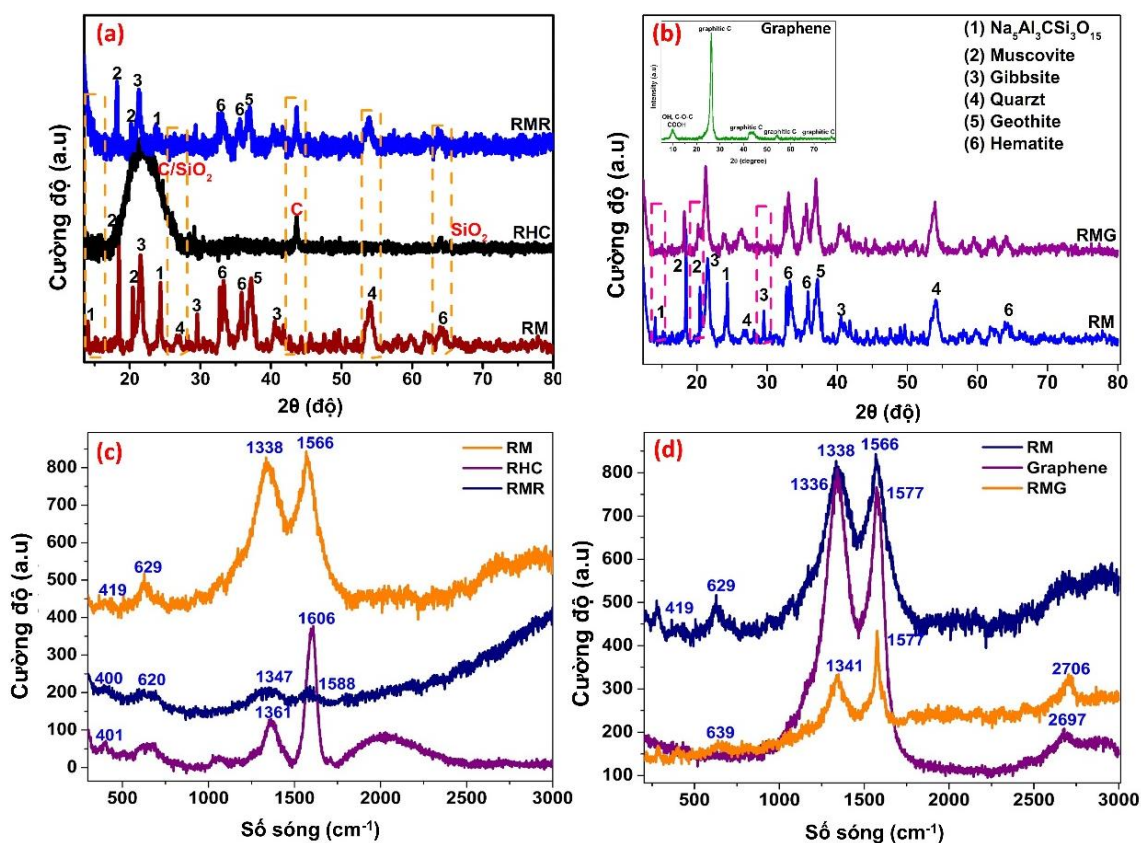 (a)
2
3
2
1
6
6
5
RMR
C/SiO₂
C
SiO₂
RHC
2
3
2
1
1
4
3
6
6
5
3
4
6
RM
Cường độ (a.u)
20 30 40 50 60 70 80
2θ (độ)
(b)
Graphene
graphitic C
OH, C-O-C
COOH
graphitic C
graphitic C
graphitic C
Intensity (a.u)
10 30 50 70
2θ (degree)
(1) Na₅Al₃CSi₃O₁₅
(2) Muscovite
(3) Gibbsite
(4) Quarzt
(5) Geothite
(6) Hematite
RMG
2
2
3
1
1
4
3
6
6
5
3
4
6
RM
Cường độ (a.u)
20 30 40 50 60 70 80
2θ (độ)
(c)
1338
1566
RM
RHC
RMR
419
629
1606
400
620
1347
1588
1361
401
Cường độ (a.u)
800
700
600
500
400
300
200
100
0
500 1000 1500 2000 2500 3000
Số sóng (cm⁻¹)
(d)
1338
1566
1336
1577
RM
Graphene
RMG
419
629
1577
1341
2706
639
2697
Cường độ (a.u)
800
700
600
500
400
300
200
100
500 1000 1500 2000 2500 3000
Số sóng (cm⁻¹)